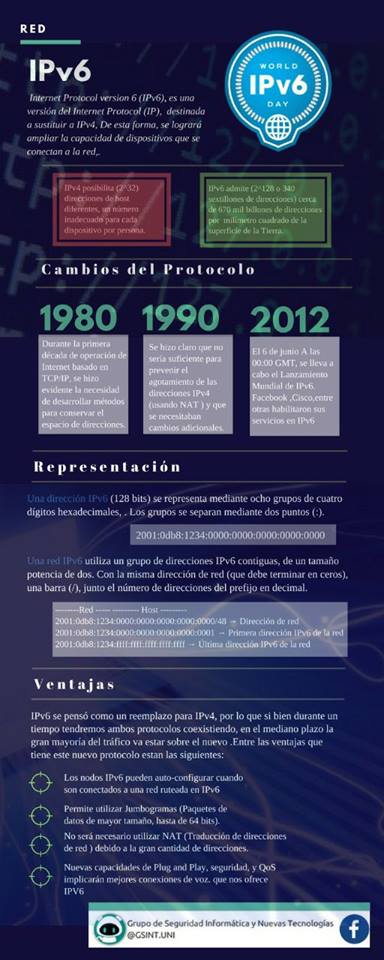 RED
IPv6
WORLD
IPv6
DAY
Internet Protocol version 6 (IPv6), es una
versión del Internet Protocol (IP), destinada
a sustituir a IPv4, De esta forma, se logrará
ampliar la capacidad de dispositivos que se
conectan a la red,.
IPv4 posibilita (2^32)
direcciones de host
diferentes, un número
inadecuado para cada
dispositivo por persona.
IPv6 admite (2^128 o 340
sextillones de direcciones) cerca
de 670 mil billones de direcciones
por milímetro cuadrado de la
superficie de la Tierra.
Cambios del Protocolo
1980
Durante la primera
década de operación de
Internet basado en
TCP/IP, se hizo
evidente la necesidad
de desarrollar métodos
para conservar el
espacio de direcciones.
1990
Se hizo claro que no
sería suficiente para
prevenir el
agotamiento de las
direcciones IPv4
(usando NAT ) y que
se necesitaban
cambios adicionales.
2012
El 6 de junio A las
00:00 GMT, se lleva a
cabo el Lanzamiento
Mundial de IPv6.
Facebook ,Cisco,entre
otras habilitaron sus
servicios en IPv6
Representación
Una dirección IPv6 (128 bits) se representa mediante ocho grupos de cuatro
dígitos hexadecimales, . Los grupos se separan mediante dos puntos (:).
2001:0db8:1234:0000:0000:0000:0000:0000
Una red IPv6 utiliza un grupo de direcciones IPv6 contiguas, de un tamaño
potencia de dos. Con la misma dirección de red (que debe terminar en ceros),
una barra (/), junto el número de direcciones del prefijo en decimal.
--------Red ----- ---------- Host ----------
2001:0db8:1234:0000:0000:0000:0000:0000/48 → Dirección de red
2001:0db8:1234:0000:0000:0000:0000:0001 → Primera dirección IPv6 de la red
2001:0db8:1234:ffff:ffff:ffff:ffff:ffff → Última dirección IPv6 de la red
Ventajas
IPv6 se pensó como un reemplazo para IPv4, por lo que si bien durante un
tiempo tendremos ambos protocolos coexistiendo, en el mediano plazo la
gran mayoría del tráfico va estar sobre el nuevo .Entre las ventajas que
tiene este nuevo protocolo estan las siguientes:
Los nodos IPv6 pueden auto-configurar cuando
son conectados a una red ruteada en IPv6
Permite utilizar Jumbogramas (Paquetes de
datos de mayor tamaño, hasta de 64 bits).
No será necesario utilizar NAT (Traducción de direcciones
de red ) debido a la gran cantidad de direcciones.
Nuevas capacidades de Plug and Play, seguridad, y QoS
implicarán mejores conexiones de voz. que nos ofrece
IPV6
Grupo de Seguridad Informática y Nuevas Tecnologías
@GSINT.UNI